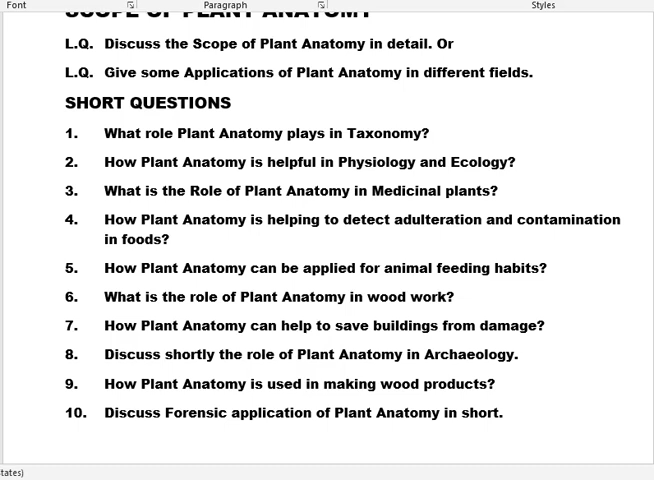 Font Paragraph Styles
SCOPE OF PLANT ANATOMY
L.Q. Discuss the Scope of Plant Anatomy in detail. Or
L.Q. Give some Applications of Plant Anatomy in different fields.
SHORT QUESTIONS
1. What role Plant Anatomy plays in Taxonomy?
2. How Plant Anatomy is helpful in Physiology and Ecology?
3. What is the Role of Plant Anatomy in Medicinal plants?
4. How Plant Anatomy is helping to detect adulteration and contamination
in foods?
5. How Plant Anatomy can be applied for animal feeding habits?
6. What is the role of Plant Anatomy in wood work?
7. How Plant Anatomy can help to save buildings from damage?
8. Discuss shortly the role of Plant Anatomy in Archaeology.
9. How Plant Anatomy is used in making wood products?
10. Discuss Forensic application of Plant Anatomy in short.
tates)